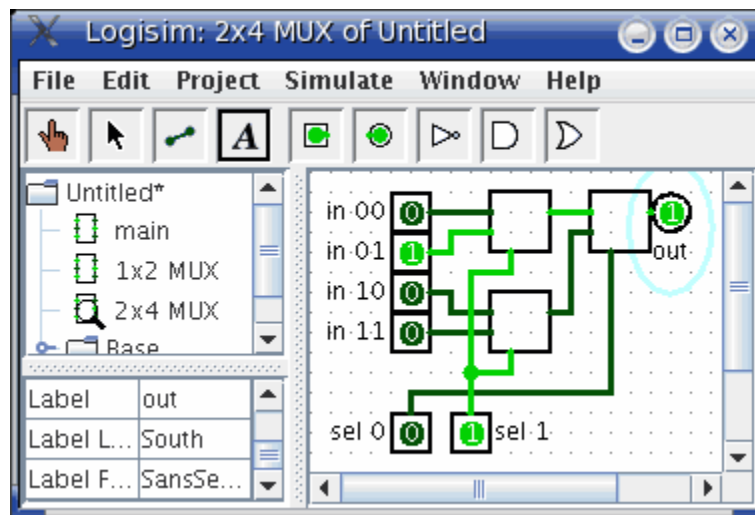 Logisim: 2x4 MUX of Untitled
File Edit Project Simulate Window Help
A
Untitled*
main
1x2 MUX
2x4 MUX
Base
in 00 0
in 01 1
in 10 0
in 11 0
1
out
sel 0 0 1 sel 1
Label out
Label L... South
Label F... SansSe...